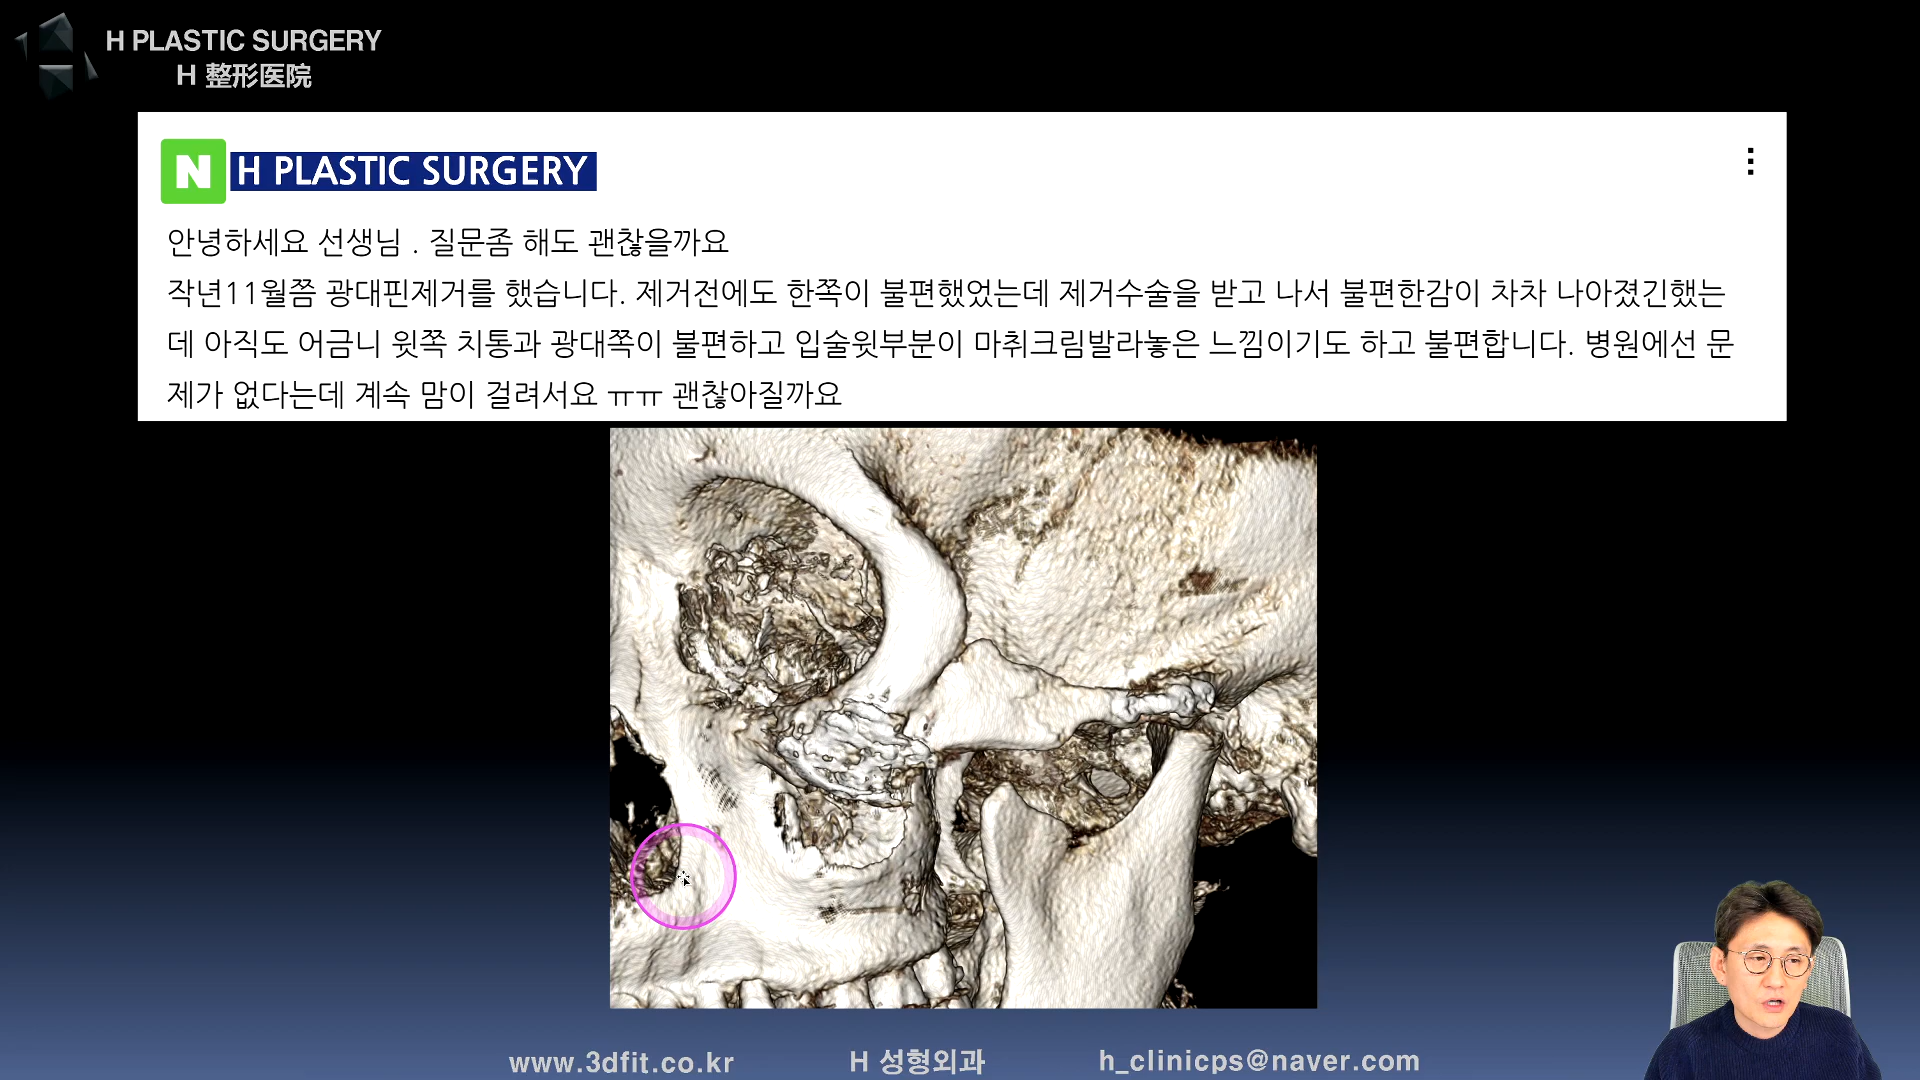 H PLASTIC SURGERY
H 整形医院
N H PLASTIC SURGERY
안녕하세요 선생님 . 질문좀 해도 괜찮을까요
작년11월쯤 광대핀제거를 했습니다. 제거전에도 한쪽이 불편했었는데 제거수술을 받고 나서 불편한감이 차차 나아졌긴했는
데 아직도 어금니 윗쪽 치통과 광대쪽이 불편하고 입술윗부분이 마취크림발라놓은 느낌이기도 하고 불편합니다. 병원에선 문
제가 없다는데 계속 맘이 걸려서요 ㅠㅠ 괜찮아질까요
www.3dfit.co.kr H 성형외과 h_clinicps@naver.com